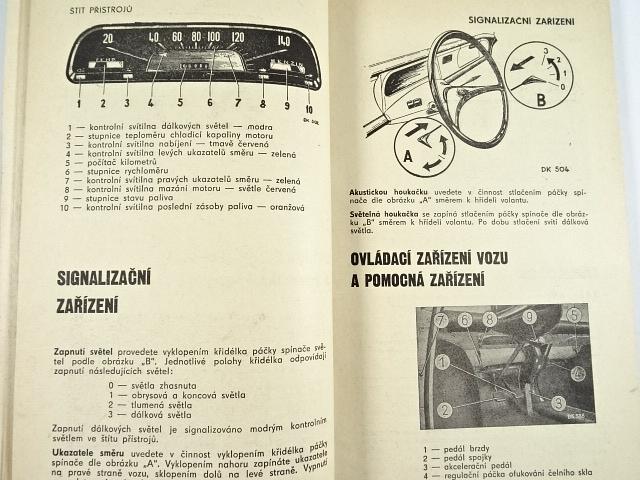 ŠTÍT PŘÍSTROJŮ
20 40 60 80 100 120 140
TEMP. BENZIN
1 2 3 4 5 6 7 8 9 10
1 — kontrolní svítilna dálkových světel — modra
2 — stupnice teploměru chladicí kapaliny motoru
3 — kontrolní svítilna nabíjení — tmavě červená
4 — kontrolní svítilna levých ukazatelů směru — zelená
5 — počítač kilometrů
6 — stupnice rychloměru
7 — kontrolní svítilna pravých ukazatelů směru — zelená
8 — kontrolní svítilna mazání motoru — světle červená
9 — stupnice stavu paliva
10 — kontrolní svítilna poslední zásoby paliva — oranžová
SIGNALIZAČNÍ
ZAŘÍZENÍ
Zapnutí světel provedete vyklopením křidélka páčky spínače svě-
tel podle obrázku „B". Jednotlivé polohy křidélka odpovídají
zapnutí následujících světel:
0 — světla zhasnuta
1 — obrysová a koncová světla
2 — tlumená světla
3 — dálková světla
Zapnutí dálkových světel je signalizováno modrým kontrolním
světlem ve štítu přístrojů.
Ukazatele směru uvedete v činnost vyklopením křidélka páčky
spínače dle obrázku „A". Vyklopením nahoru zapínáte ukazatele
na pravé straně vozu, sklopením dolů na levé straně. Vypnutí
SIGNALIZAČNÍ ZAŘÍZENÍ
3
2
1
0
B
A
DK 504
Akustickou houkačku uvedete v činnost stlačením páčky spí-
nače dle obrázku „A" směrem k hřídeli volantu.
Světelná houkačka se zapíná stlačením páčky spínače dle obráz-
ku „B" směrem k hřídeli volantu. Po dobu stlačení svítí dálková
světla.
OVLÁDACÍ ZAŘÍZENÍ VOZU
A POMOCNÁ ZAŘÍZENÍ
7 6 8 9 5
1 4
2 3
1 — pedál brzdy
2 — pedál spojky
3 — akcelerační pedál
4 — regulační páčka ofukování čelního skla